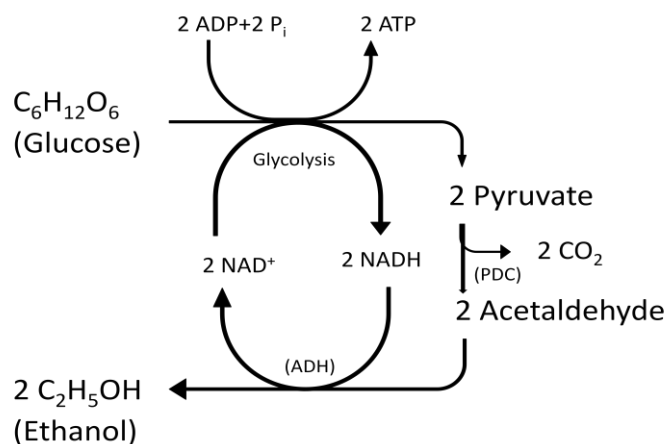 2 ADP+2 Pᵢ
2 ATP
C₆H₁₂O₆
(Glucose)
Glycolysis
2 Pyruvate
2 NAD⁺
2 NADH
2 CO₂
(PDC)
2 Acetaldehyde
(ADH)
2 C₂H₅OH
(Ethanol)